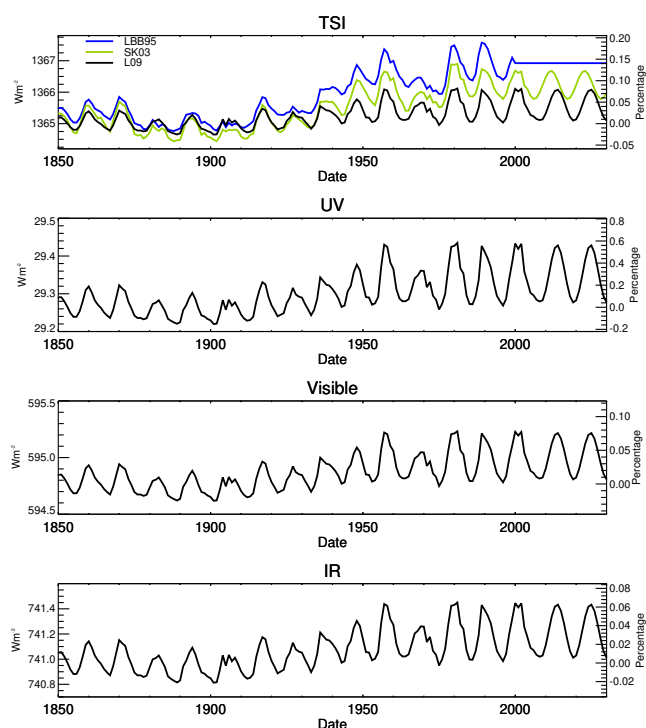 TSI
LBB95
SK03
L09
1367
1366
1365
Wm-2
0.20
0.15
0.10
0.05
0.00
-0.05
Percentage
1850 1900 1950 2000
Date
UV
29.5
29.4
29.3
29.2
Wm-2
0.8
0.6
0.4
0.2
0.0
-0.2
Percentage
1850 1900 1950 2000
Date
Visible
595.5
595.0
594.5
Wm-2
0.10
0.05
0.00
Percentage
1850 1900 1950 2000
Date
IR
741.4
741.2
741.0
740.8
Wm-2
0.08
0.06
0.04
0.02
0.00
-0.02
Percentage
1850 1900 1950 2000
Date